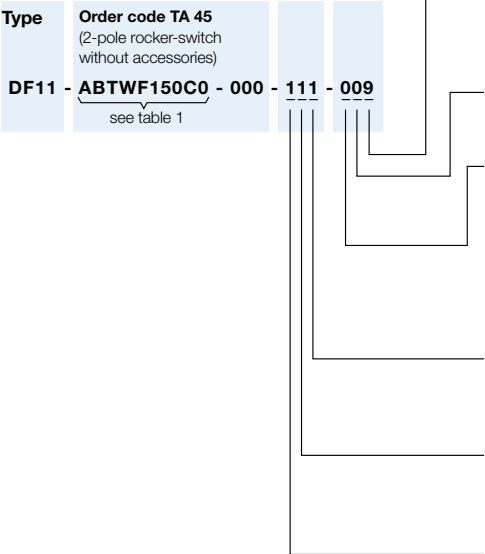 Type
Order code TA 45
(2-pole rocker-switch
without accessories)
DF11 - ABTWF150C0 - 000 - 111 - 009
see table 1